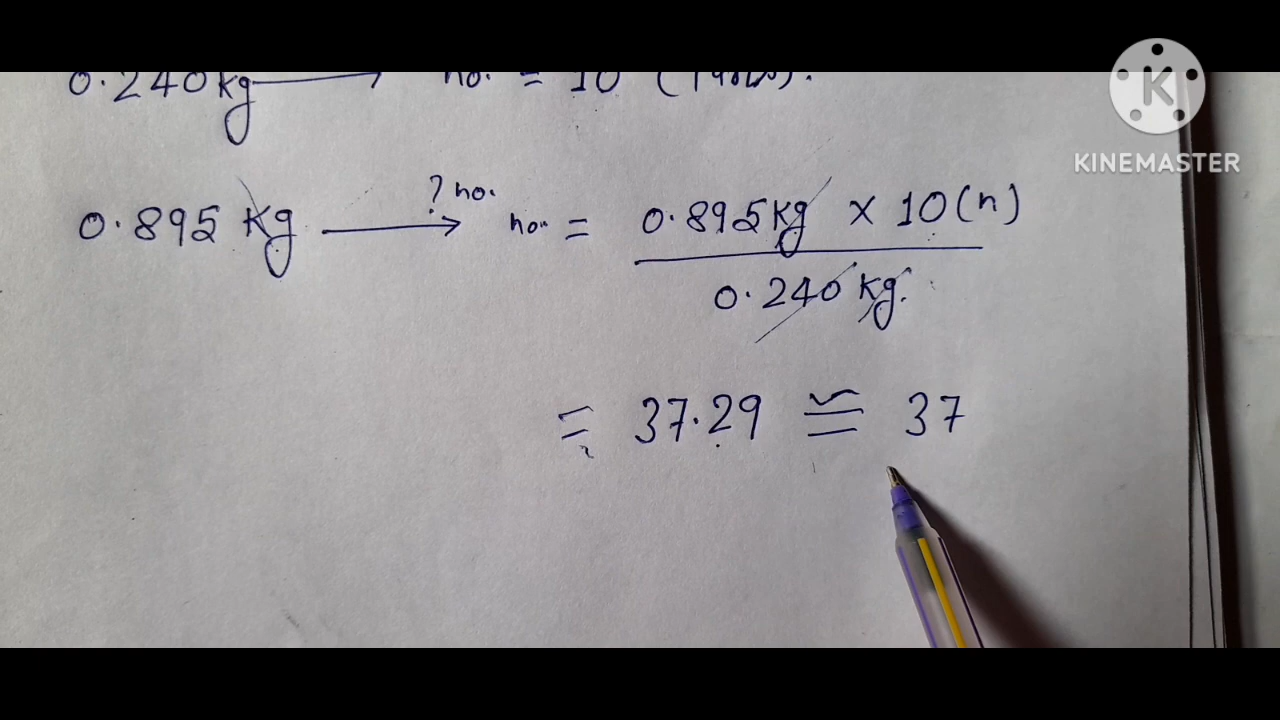 0.240 kg → no. = 10
KINEMASTER
0.895 kg → ? no. no. = 0.895 kg × 10 (n)
0.240 kg.
= 37.29 ≅ 37